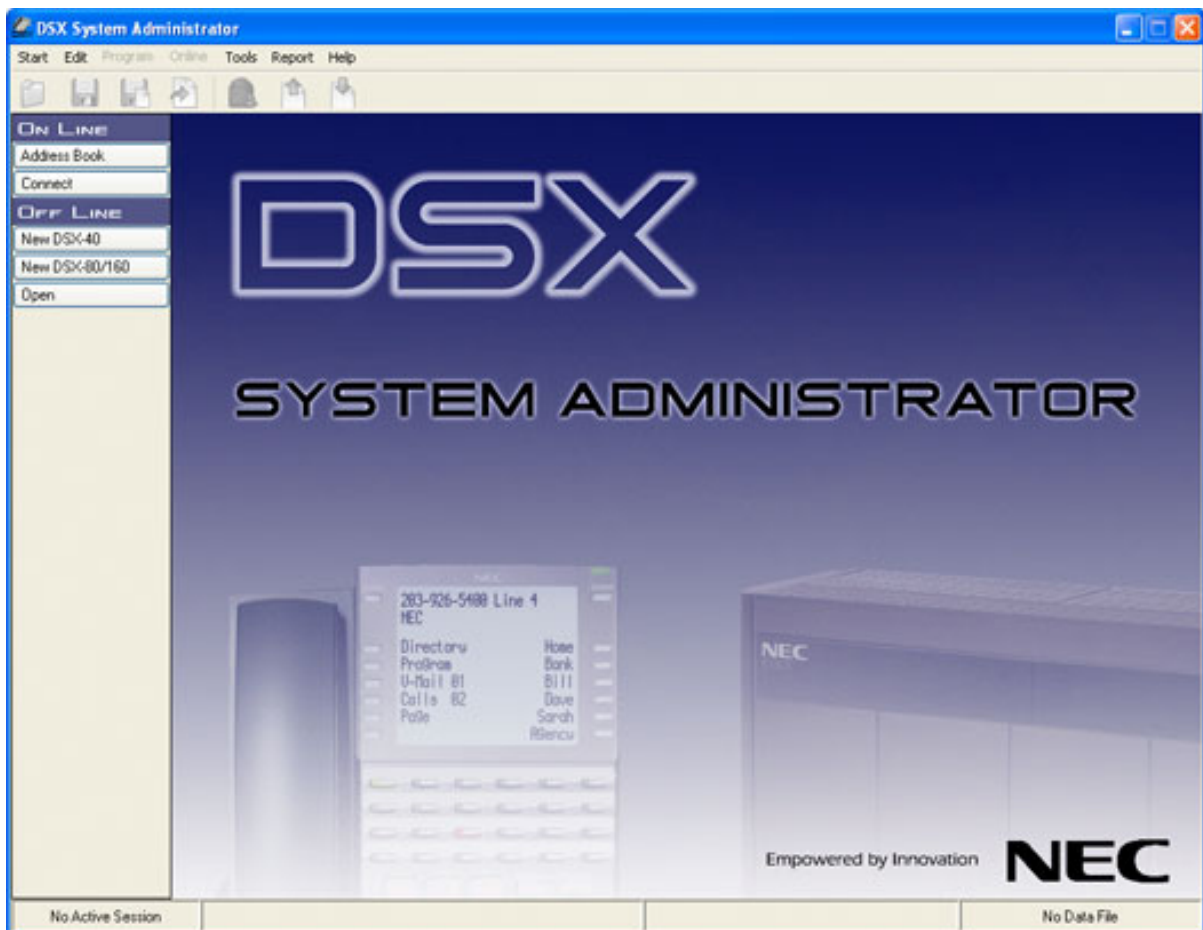 DSX System Administrator
Start Edit Program Online Tools Report Help
ON LINE
Address Book
Connect
OFF LINE
New DSX-40
New DSX-80/160
Open
DSX
SYSTEM ADMINISTRATOR
NEC
203-926-5400 Line 4
NEC
Directory Home
Program Bank
V-Mail 01 Bill
Calls 02 Dave
Page Sarah
Agency
NEC
Empowered by Innovation NEC
No Active Session
No Data File